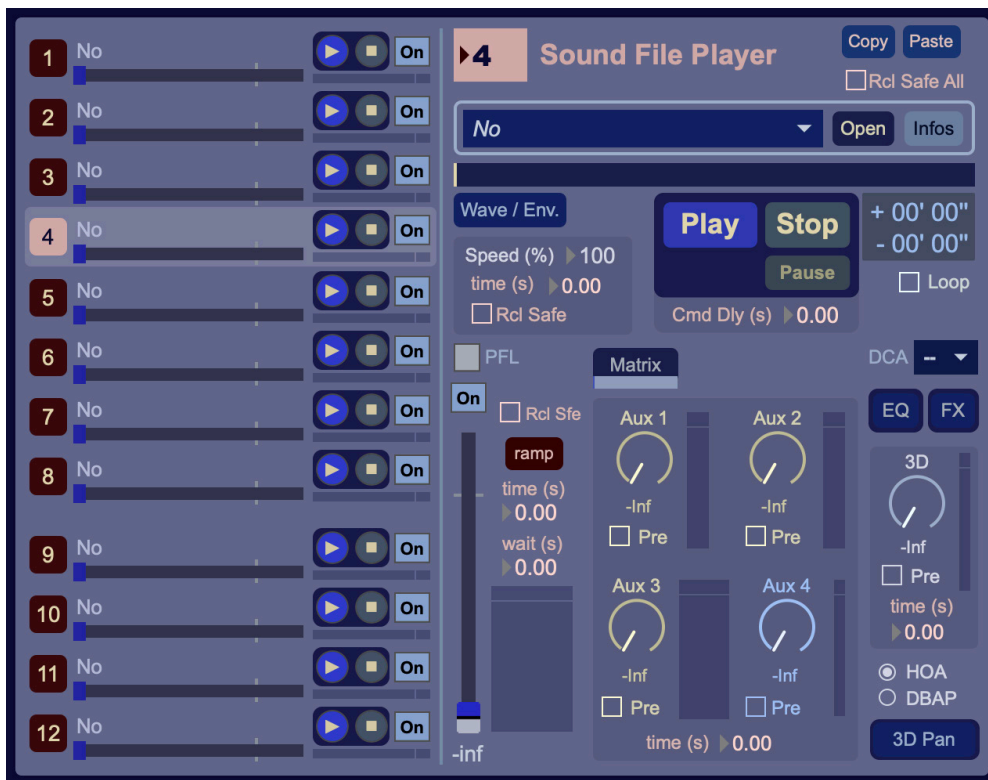 1 No On
2 No On
3 No On
4 No On
5 No On
6 No On
7 No On
8 No On
9 No On
10 No On
11 No On
12 No On
4 Sound File Player Copy Paste
Rcl Safe All
No Open Infos
Wave / Env.
Speed (%) 100
time (s) 0.00
Rcl Safe
Play Stop
Pause
Cmd Dly (s) 0.00
+ 00' 00"
- 00' 00"
Loop
PFL
On
Rcl Sfe
ramp
time (s)
0.00
wait (s)
0.00
-inf
Matrix
Aux 1 Aux 2
-Inf -Inf
Pre Pre
Aux 3 Aux 4
-Inf -Inf
Pre Pre
time (s) 0.00
DCA --
EQ FX
3D
-Inf
Pre
time (s)
0.00
HOA
DBAP
3D Pan